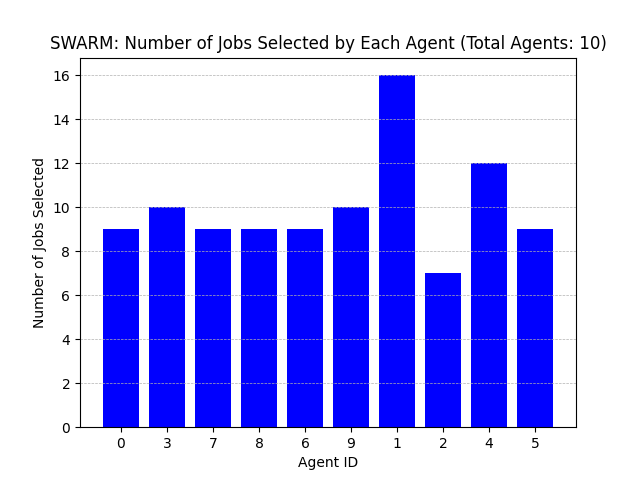 SWARM: Number of Jobs Selected by Each Agent (Total Agents: 10)
Number of Jobs Selected
16
14
12
10
8
6
4
2
0
0 3 7 8 6 9 1 2 4 5
Agent ID